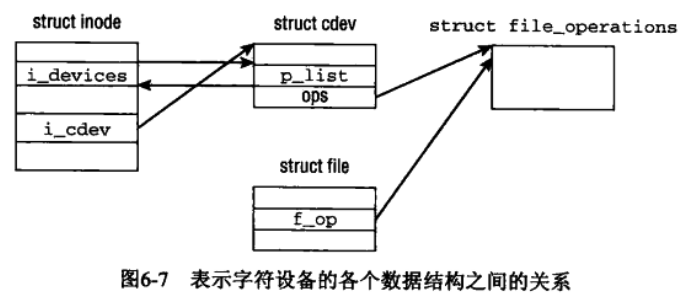 struct inode
struct cdev
struct file_operations
i_devices
p_list
ops
i_cdev
struct file
f_op
图6-7 表示字符设备的各个数据结构之间的关系